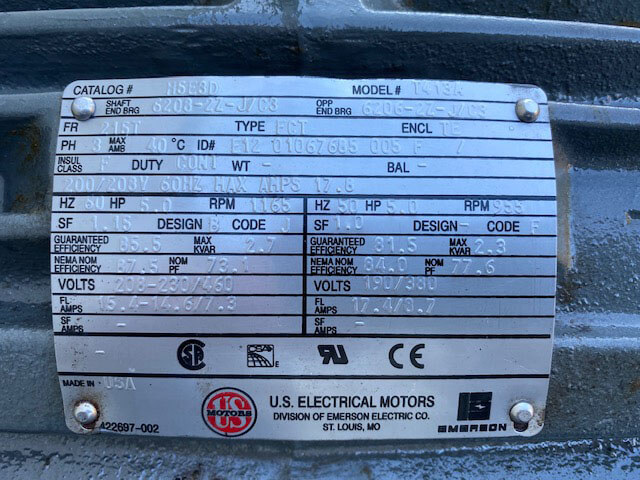 CATALOG # H5E3D MODEL # T413A
SHAFT END BRG 6208-2Z-J/C3 OPP END BRG 6206-2Z-J/C3
FR 215T TYPE FCT ENCL TE
PH 3 MAX AMB 40 °C ID# F12 01067685 005 F /
INSUL CLASS F DUTY CONT WT - BAL -
200/208V 60HZ MAX AMPS 17.8
HZ 60 HP 5.0 RPM 1165 HZ 50 HP 5.0 RPM 955
SF 1.15 DESIGN B CODE J SF 1.0 DESIGN - CODE F
GUARANTEED EFFICIENCY 85.5 MAX KVAR 2.7 GUARANTEED EFFICIENCY 81.5 MAX KVAR 2.3
NEMA NOM EFFICIENCY 87.5 NOM PF 73. NEMA NOM EFFICIENCY 84.0 NOM PF 77.6
VOLTS 208-230/460 VOLTS 190/380
FL AMPS 15.4-14.6/7.3 FL AMPS 17.4/8.7
SF AMPS - SF AMPS -
CE
MADE IN USA
US MOTORS
U.S. ELECTRICAL MOTORS
DIVISION OF EMERSON ELECTRIC CO.
ST. LOUIS, MO
EMERSON
422697-002